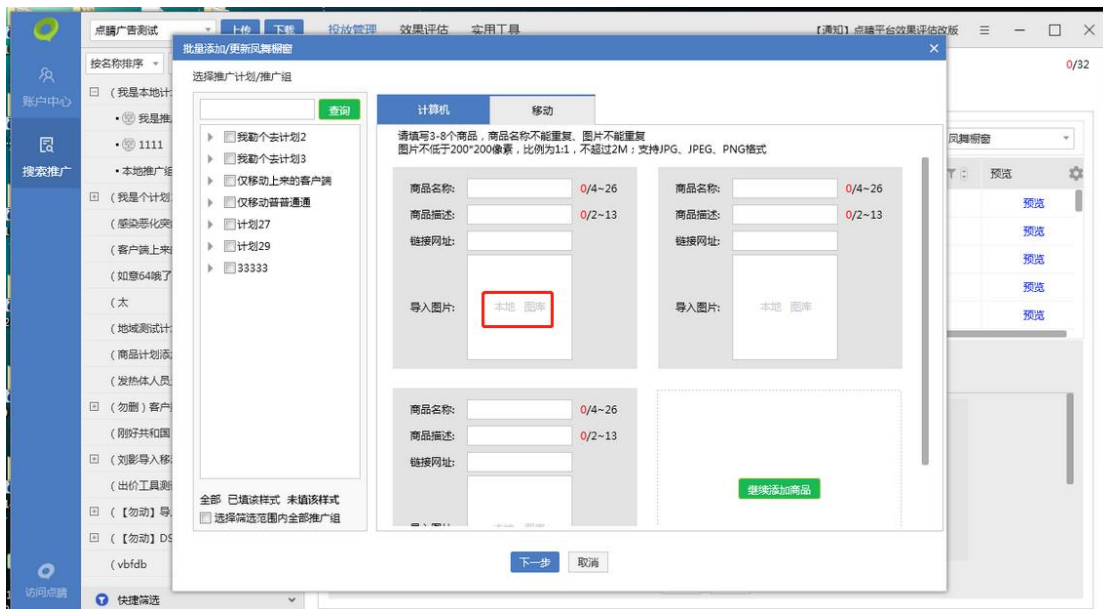 点睛广告测试
上传
下载
投放管理
效果评估
实用工具
【通知】点睛平台效果评估改版
批量添加/更新凤舞橱窗
按名称排序
0/32
账户中心
搜索推广
(我是本地计
我是推
1111
本地推广组
(我是个计划
(感染恶化突
(客户端上来
(如意64哦了
(太
(地域测试计
(商品计划添
(发热体人员
(勿删)客户
(刚好共和国
(刘影导入移
(出价工具测
(【勿动】导
(【勿动】DS
(vbfdb
快捷筛选
访问点睛
选择推广计划/推广组
查询
我勒个去计划2
我勒个去计划3
仅移动上来的客户端
仅移动普普通通
计划27
计划29
33333
全部 已填该样式 未填该样式
选择筛选范围内全部推广组
计算机
移动
请填写3-8个商品，商品名称不能重复、图片不能重复
图片不低于200*200像素，比例为1:1，不超过2M；支持JPG、JPEG、PNG格式
商品名称: 0/4~26
商品描述: 0/2~13
链接网址:
导入图片: 本地 图库
商品名称: 0/4~26
商品描述: 0/2~13
链接网址:
导入图片: 本地 图库
商品名称: 0/4~26
商品描述: 0/2~13
链接网址:
继续添加商品
下一步
取消
凤舞橱窗
预览
预览
预览
预览
预览
预览